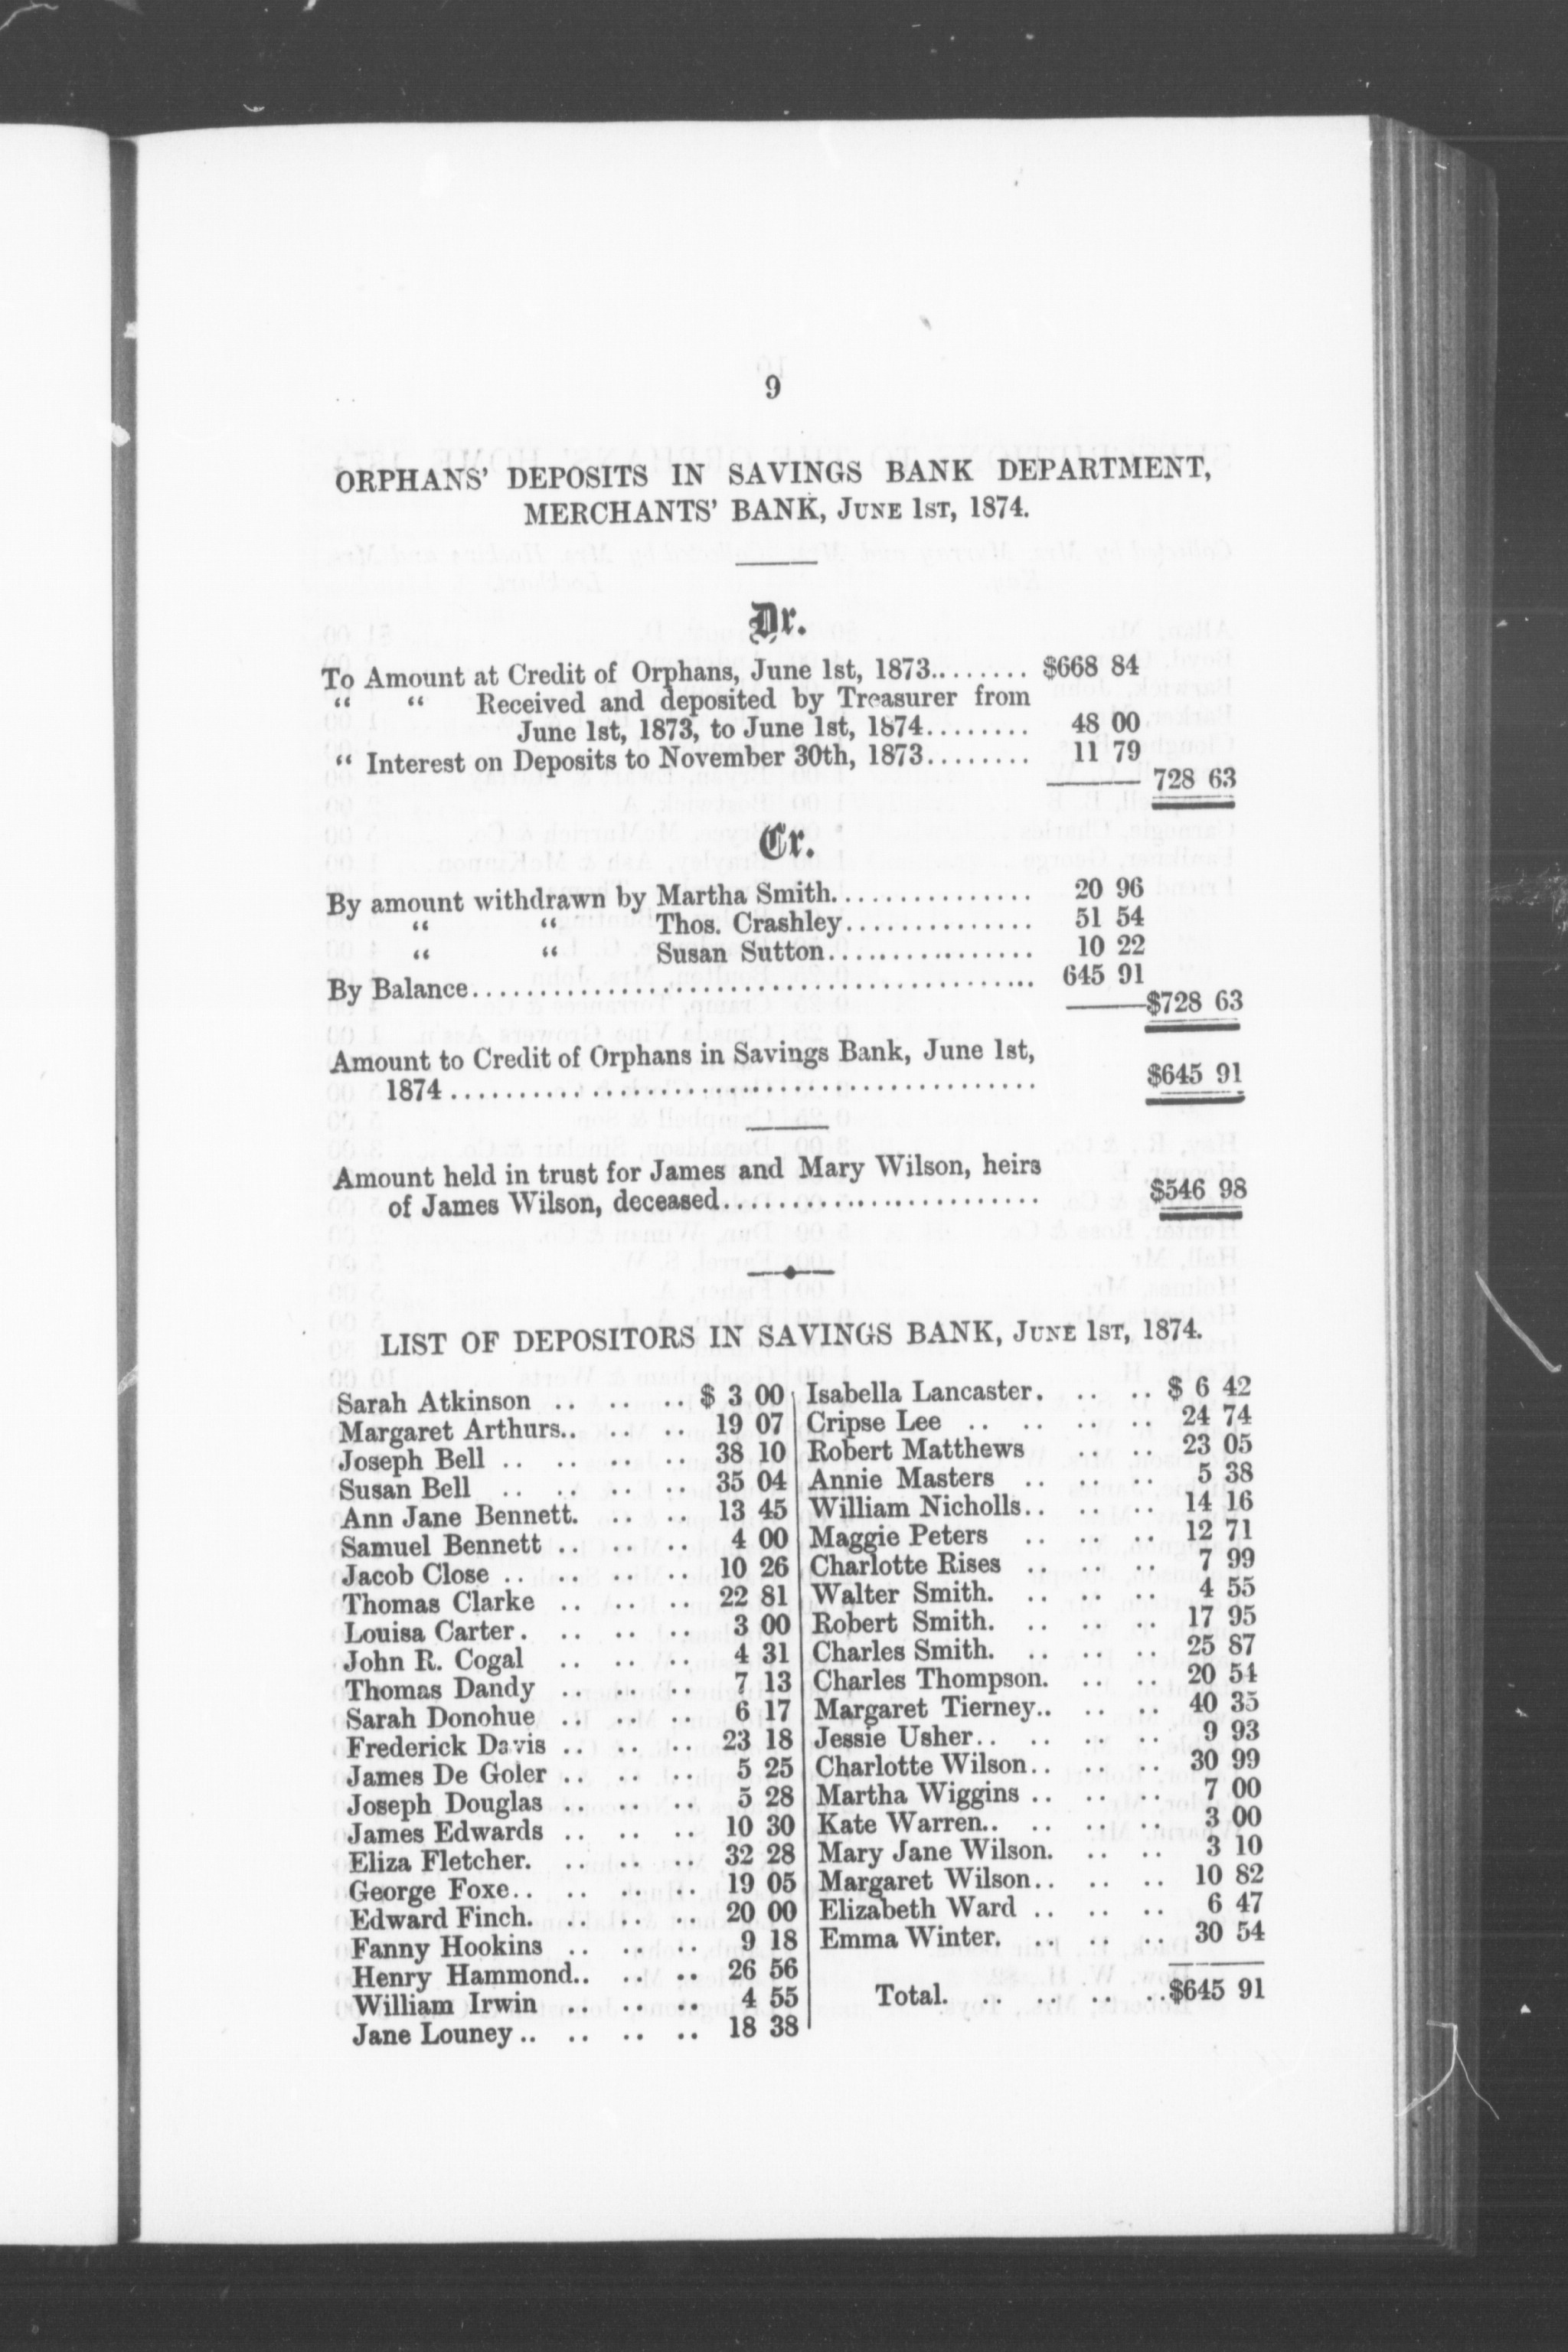 9
ORPHANS' DEPOSITS IN SAVINGS BANK DEPARTMENT,
MERCHANTS' BANK, JUNE 1ST, 1874.
Dr.
To Amount at Credit of Orphans, June 1st, 1873........ $668 84
“ “ Received and deposited by Treasurer from
June 1st, 1873, to June 1st, 1874........ 48 00
“ Interest on Deposits to November 30th, 1873........ 11 79
728 63
Cr.
By amount withdrawn by Martha Smith............... 20 96
“ “ Thos. Crashley.............. 51 54
“ “ Susan Sutton................ 10 22
By Balance.......................................... 645 91
$728 63
Amount to Credit of Orphans in Savings Bank, June 1st,
1874............................................ $645 91
Amount held in trust for James and Mary Wilson, heirs
of James Wilson, deceased........................ $546 98
LIST OF DEPOSITORS IN SAVINGS BANK, JUNE 1ST, 1874.
Sarah Atkinson .. .. .. $ 3 00
Margaret Arthurs.. .. .. 19 07
Joseph Bell .. .. .. .. 38 10
Susan Bell .. .. .. .. 35 04
Ann Jane Bennett. .. .. 13 45
Samuel Bennett .. .. .. 4 00
Jacob Close .. .. .. .. 10 26
Thomas Clarke .. .. .. 22 81
Louisa Carter. .. .. .. 3 00
John R. Cogal .. .. .. 4 31
Thomas Dandy .. .. .. 7 13
Sarah Donohue .. .. .. 6 17
Frederick Davis .. .. .. 23 18
James De Goler .. .. .. 5 25
Joseph Douglas .. .. .. 5 28
James Edwards .. .. .. 10 30
Eliza Fletcher. .. .. .. 32 28
George Foxe.. .. .. .. 19 05
Edward Finch. .. .. .. 20 00
Fanny Hookins .. .. .. 9 18
Henry Hammond.. .. .. 26 56
William Irwin .. .. .. 4 55
Jane Louney.. .. .. .. 18 38
Isabella Lancaster. .. .. $ 6 42
Cripse Lee .. .. .. .. 24 74
Robert Matthews .. .. 23 05
Annie Masters .. .. .. 5 38
William Nicholls.. .. .. 14 16
Maggie Peters .. .. .. 12 71
Charlotte Rises .. .. .. 7 99
Walter Smith. .. .. .. 4 55
Robert Smith. .. .. .. 17 95
Charles Smith. .. .. .. 25 87
Charles Thompson. .. .. 20 54
Margaret Tierney.. .. .. 40 35
Jessie Usher.. .. .. .. 9 93
Charlotte Wilson.. .. .. 30 99
Martha Wiggins .. .. .. 7 00
Kate Warren.. .. .. .. 3 00
Mary Jane Wilson. .. .. 3 10
Margaret Wilson.. .. .. 10 82
Elizabeth Ward .. .. .. 6 47
Emma Winter. .. .. .. 30 54
Total. .. .. .. ..$645 91